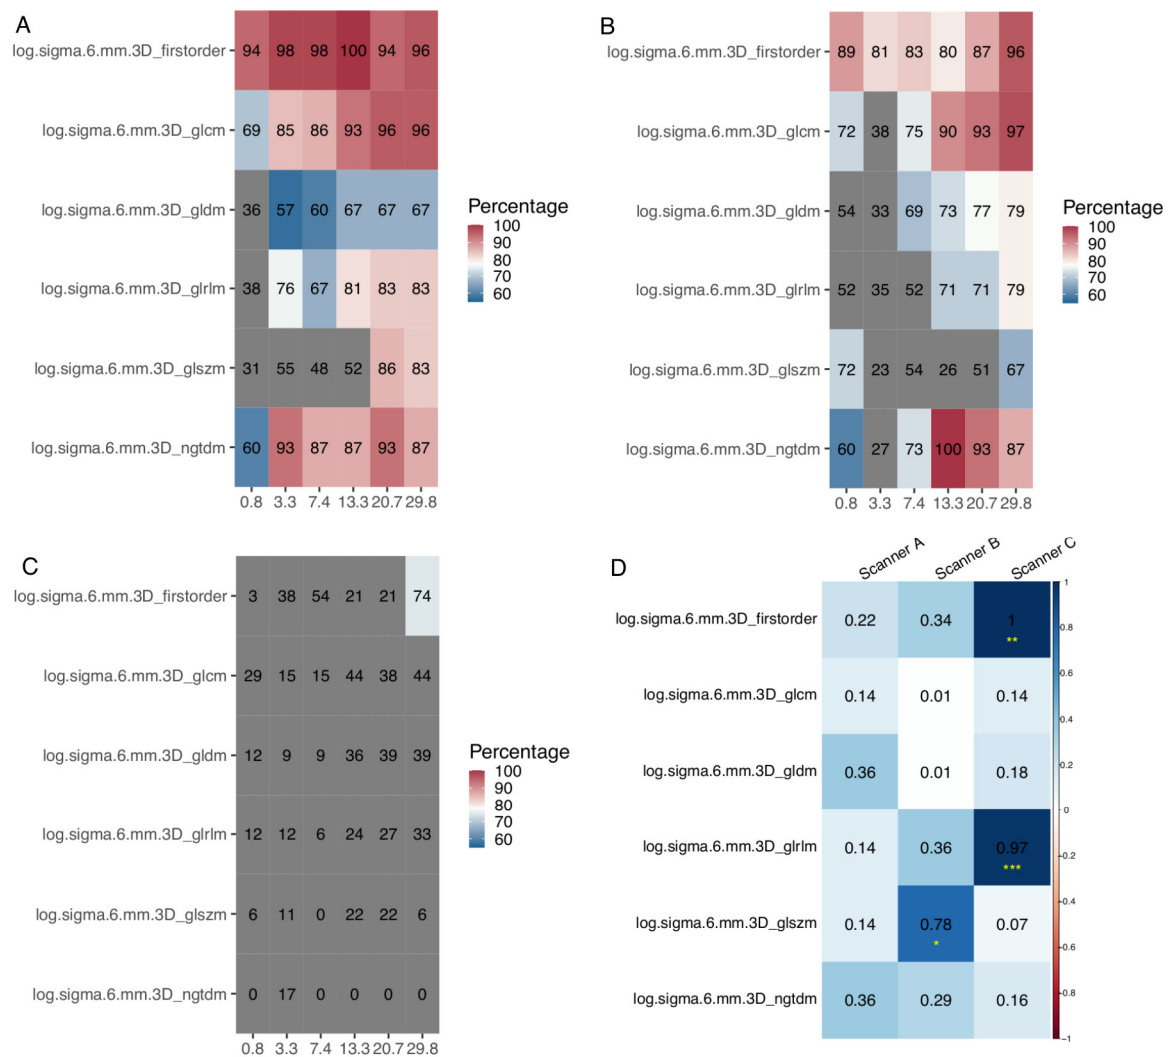 A
log.sigma.6.mm.3D_firstorder 94 98 98 100 94 96
log.sigma.6.mm.3D_glcm 69 85 86 93 96 96
log.sigma.6.mm.3D_gldm 36 57 60 67 67 67
log.sigma.6.mm.3D_glrlm 38 76 67 81 83 83
log.sigma.6.mm.3D_glszm 31 55 48 52 86 83
log.sigma.6.mm.3D_ngtdm 60 93 87 87 93 87
0.8 3.3 7.4 13.3 20.7 29.8
Percentage
100
90
80
70
60
B
log.sigma.6.mm.3D_firstorder 89 81 83 80 87 96
log.sigma.6.mm.3D_glcm 72 38 75 90 93 97
log.sigma.6.mm.3D_gldm 54 33 69 73 77 79
log.sigma.6.mm.3D_glrlm 52 35 52 71 71 79
log.sigma.6.mm.3D_glszm 72 23 54 26 51 67
log.sigma.6.mm.3D_ngtdm 60 27 73 100 93 87
0.8 3.3 7.4 13.3 20.7 29.8
Percentage
100
90
80
70
60
C
log.sigma.6.mm.3D_firstorder 3 38 54 21 21 74
log.sigma.6.mm.3D_glcm 29 15 15 44 38 44
log.sigma.6.mm.3D_gldm 12 9 9 36 39 39
log.sigma.6.mm.3D_glrlm 12 12 6 24 27 33
log.sigma.6.mm.3D_glszm 6 11 0 22 22 6
log.sigma.6.mm.3D_ngtdm 0 17 0 0 0 0
0.8 3.3 7.4 13.3 20.7 29.8
Percentage
100
90
80
70
60
D
Scanner A Scanner B Scanner C
log.sigma.6.mm.3D_firstorder 0.22 0.34 1
**
log.sigma.6.mm.3D_glcm 0.14 0.01 0.14
log.sigma.6.mm.3D_gldm 0.36 0.01 0.18
log.sigma.6.mm.3D_glrlm 0.14 0.36 0.97
***
log.sigma.6.mm.3D_glszm 0.14 0.78 0.07
*
log.sigma.6.mm.3D_ngtdm 0.36 0.29 0.16
1
0.8
0.6
0.4
0.2
0
-0.2
-0.4
-0.6
-0.8
-1